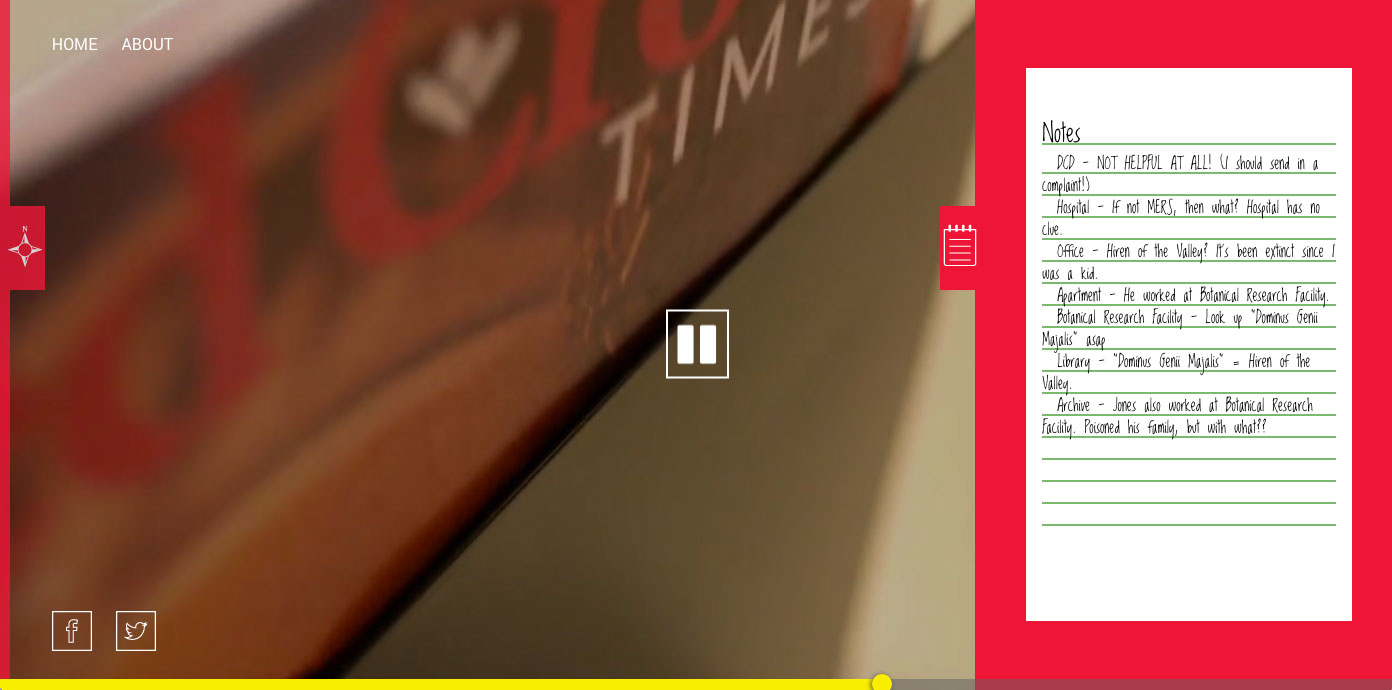 HOME ABOUT
TIME
N
Notes
DCD - NOT HELPFUL AT ALL! (I should send in a
complaint!)
Hospital - If not MERS, then what? Hospital has no
clue.
Office - Hiren of the Valley? It's been extinct since I
was a kid.
Apartment - He worked at Botanical Research Facility.
Botanical Research Facility - Look up "Dominus Genii
Majalis" asap
Library - "Dominus Genii Majalis" = Hiren of the
Valley.
Archive - Jones also worked at Botanical Research
Facility. Poisoned his family, but with what??